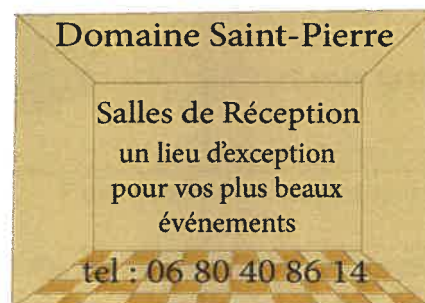 Domaine Saint-Pierre
Salles de Réception
un lieu d'exception
pour vos plus beaux
événements
tel : 06 80 40 86 14